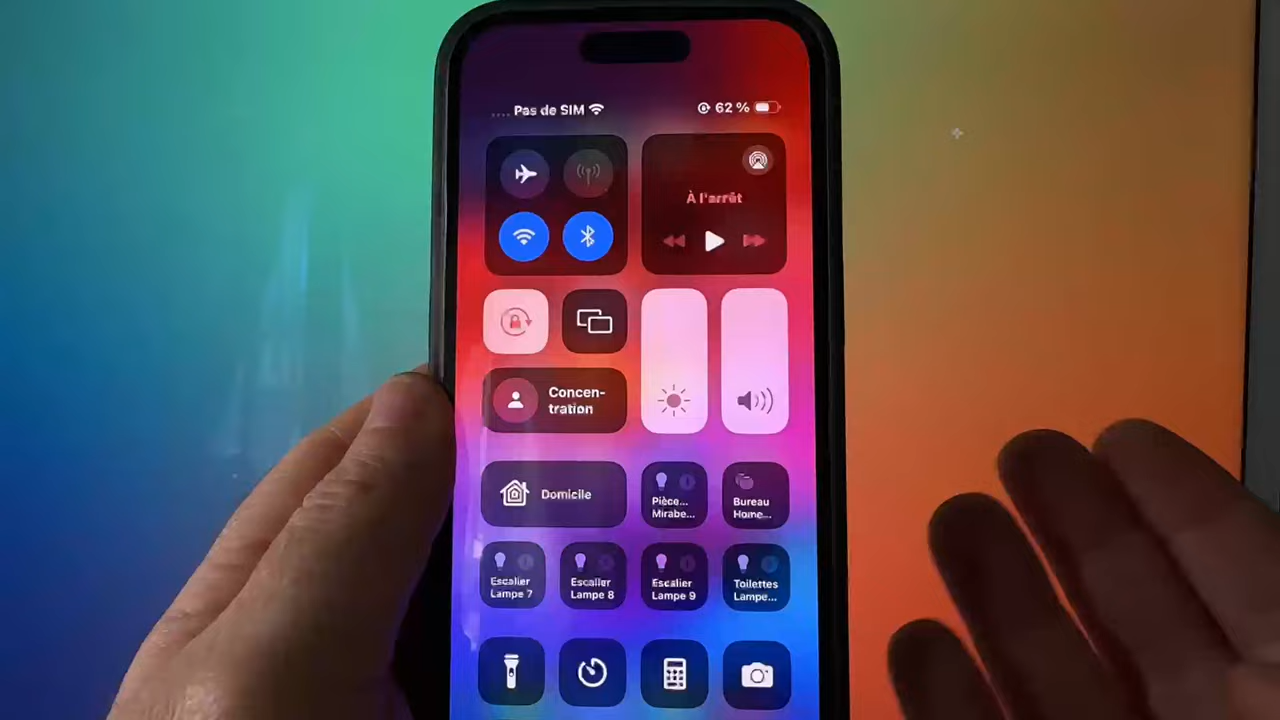 Pas de SIM
62 %
À l'arrêt
Concen-
tration
Domicile
Pièce...
Mirabe...
Bureau
Home...
Escalier
Lampe 7
Escalier
Lampe 8
Escalier
Lampe 9
Toilettes
Lampe...